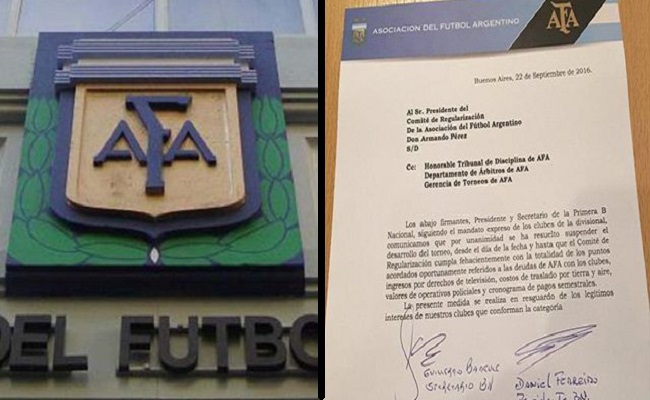 AFA
DEL FÚTBO
ASOCIACION DEL FUTBOL ARGENTINO
AFA
Buenos Aires, 22 de Septiembre de 2016.
Al Sr. Presidente del
Comité de Regularización
De la Asociación del Fútbol Argentino
Don Armando Pérez
S/D
Cc: Honorable Tribunal de Disciplina de AFA
Departamento de Árbitros de AFA
Gerencia de Torneos de AFA
Los abajo firmantes, Presidente y Secretario de la Primera B
Nacional, siguiendo el mandato expreso de los clubes de la divisional,
comunicamos que por unanimidad se ha resuelto suspender el
desarrollo del torneo, desde el día de la fecha y hasta que el Comité de
Regularización cumpla fehacientemente con la totalidad de los puntos
acordados oportunamente referidos a las deudas de AFA con los clubes,
ingresos por derechos de televisión, costos de traslado por tierra y aire,
valores de operativos policiales y cronograma de pagos semestrales.
La presente medida se realiza en resguardo de los legítimos
intereses de nuestros clubes que conforman la categoría
SECRETARIO BN
DANIEL FERREIRO